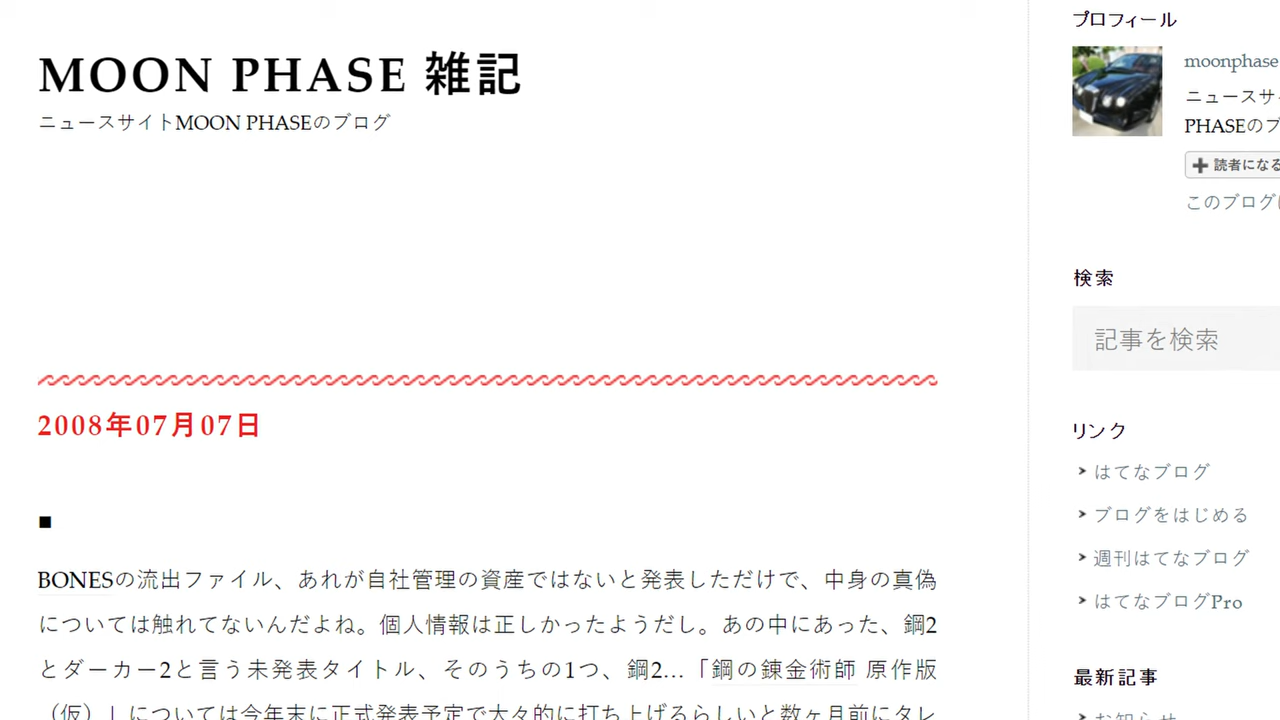 MOON PHASE 雑記
ニュースサイトMOON PHASEのブログ
2008年07月07日
■
BONESの流出ファイル、あれが自社管理の資産ではないと発表しただけで、中身の真偽
については触れてないんだよね。個人情報は正しかったようだし。あの中にあった、鋼2
とダーカー2と言う未発表タイトル、そのうちの1つ、鋼2…「鋼の錬金術師 原作版
（仮）」については今年末に正式発表予定で大々的に打ち上げるらしいと数ヶ月前にタレ
プロフィール
moonphase
ニュースサ
PHASEのブ
読者になる
このブログ
検索
記事を検索
リンク
はてなブログ
ブログをはじめる
週刊はてなブログ
はてなブログPro
最新記事
お知らせ